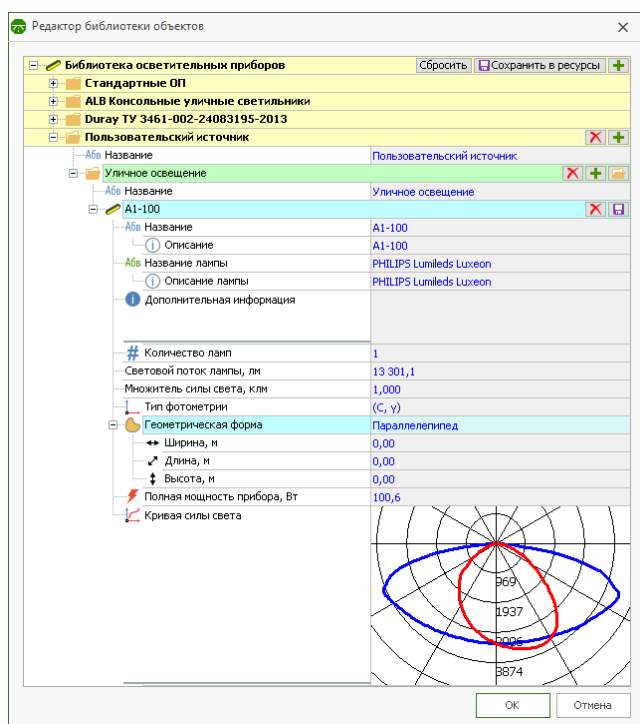 Редактор библиотеки объектов
Библиотека осветительных приборов Сбросить Сохранить в ресурсы
Стандартные ОП
ALB Консольные уличные светильники
Duray ТУ 3461-002-24083195-2013
Пользовательский источник
Абв Название Пользовательский источник
Уличное освещение
Абв Название Уличное освещение
A1-100
Абв Название A1-100
Описание A1-100
Абв Название лампы PHILIPS Lumileds Luxeon
Описание лампы PHILIPS Lumileds Luxeon
Дополнительная информация
# Количество ламп 1
Световой поток лампы, лм 13 301,1
Множитель силы света, клм 1,000
Тип фотометрии (C, γ)
Геометрическая форма Параллелепипед
Ширина, м 0,00
Длина, м 0,00
Высота, м 0,00
Полная мощность прибора, Вт 100,6
Кривая силы света
969
1937
3874
OK Отмена